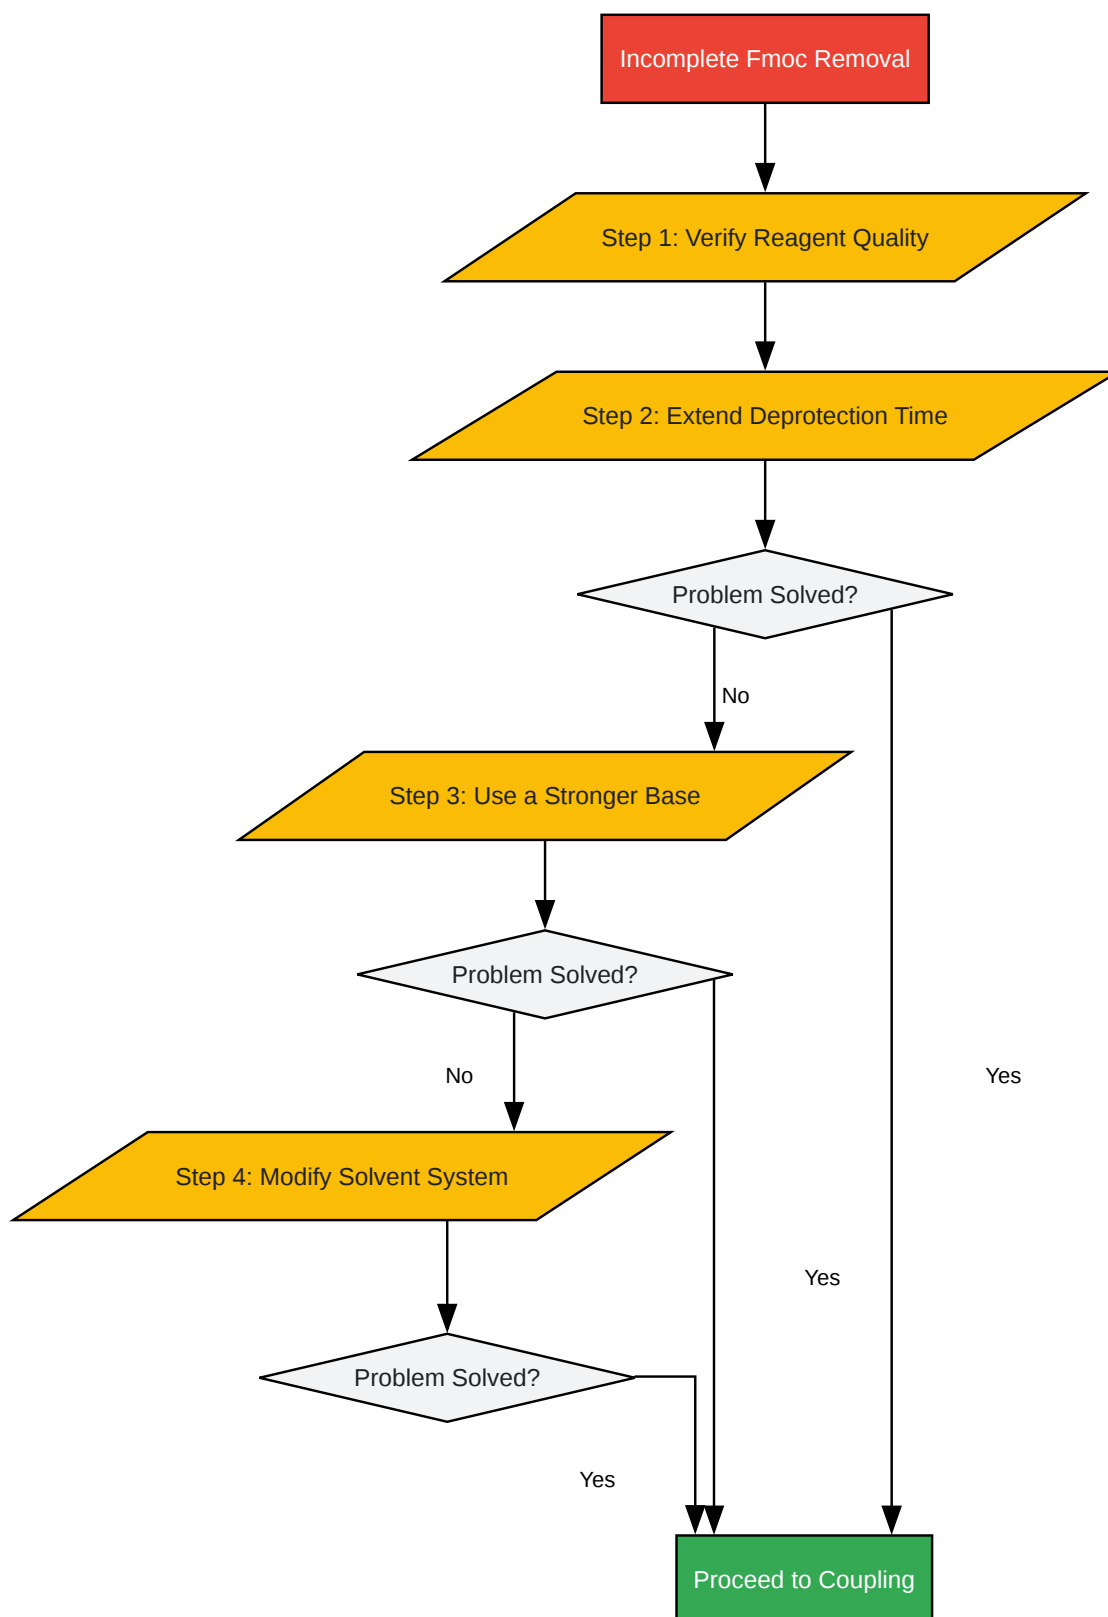 Incomplete Fmoc Removal
Step 1: Verify Reagent Quality
Step 2: Extend Deprotection Time
Problem Solved?
No
Step 3: Use a Stronger Base
Problem Solved?
No
Yes
Step 4: Modify Solvent System
Yes
Problem Solved?
Yes
Proceed to Coupling